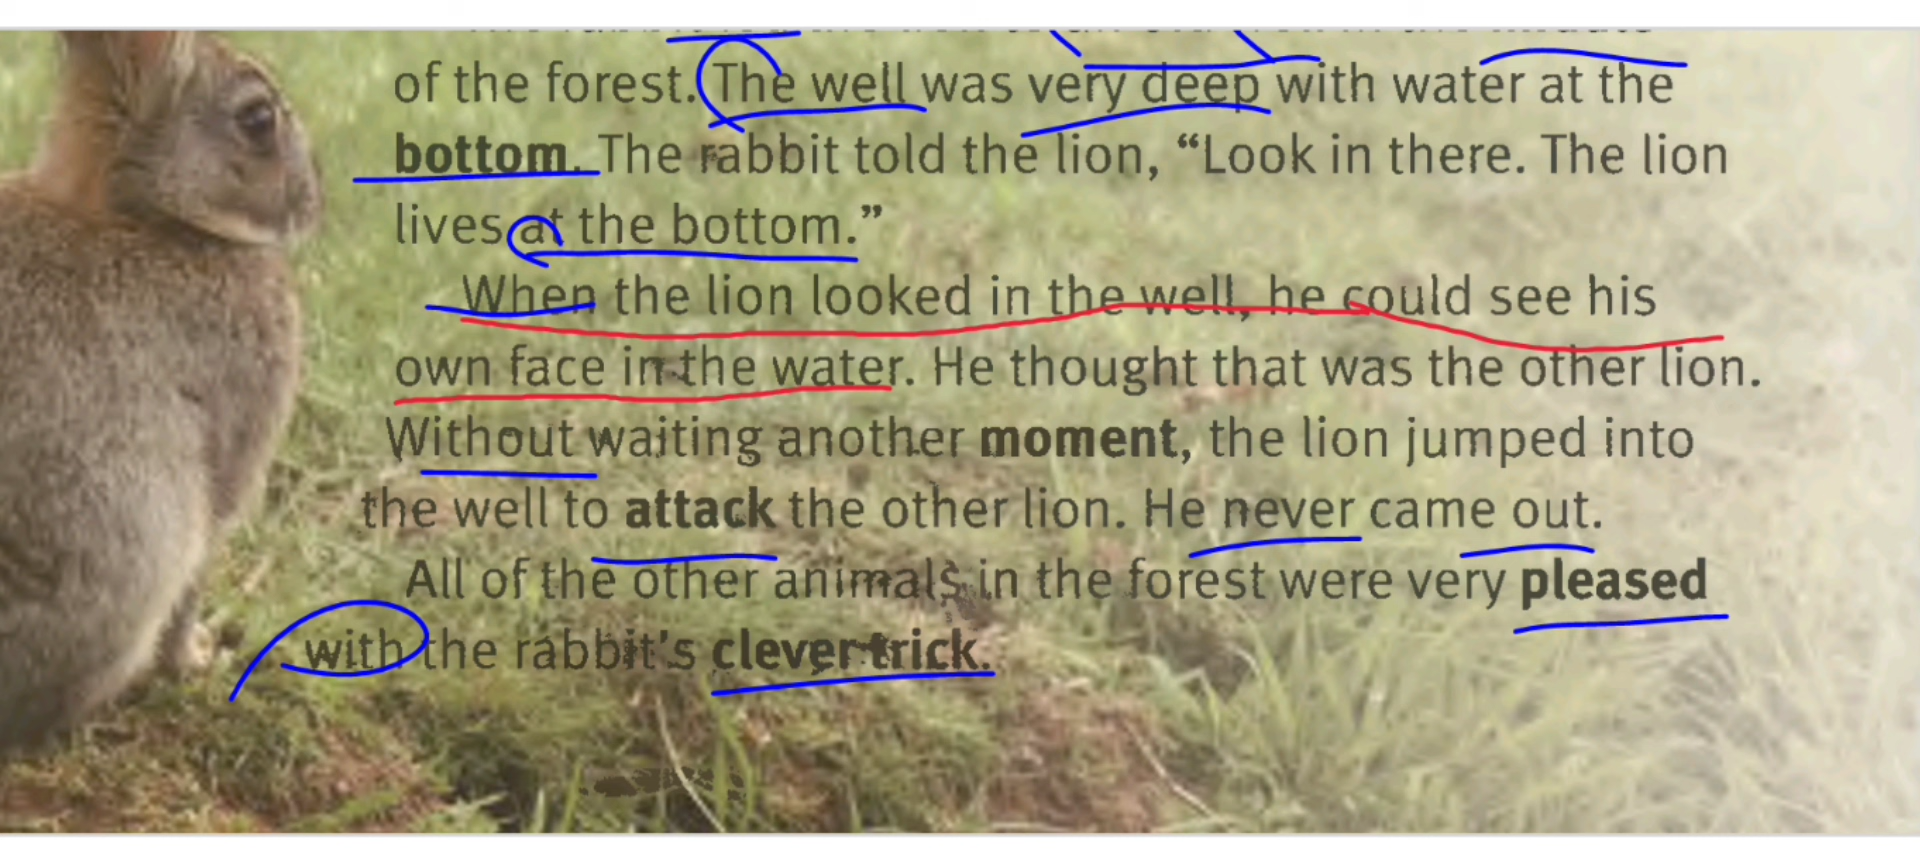 of the forest. The well was very deep with water at the
bottom. The rabbit told the lion, “Look in there. The lion
lives at the bottom.”
When the lion looked in the well, he could see his
own face in the water. He thought that was the other lion.
Without waiting another moment, the lion jumped into
the well to attack the other lion. He never came out.
All of the other animals in the forest were very pleased
with the rabbit’s clever trick.